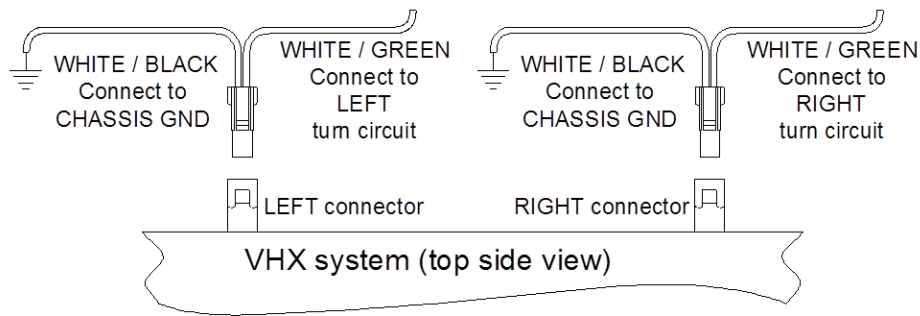 WHITE / BLACK
Connect to
CHASSIS GND
WHITE / GREEN
Connect to
LEFT
turn circuit
WHITE / BLACK
Connect to
CHASSIS GND
WHITE / GREEN
Connect to
RIGHT
turn circuit
LEFT connector
RIGHT connector
VHX system (top side view)